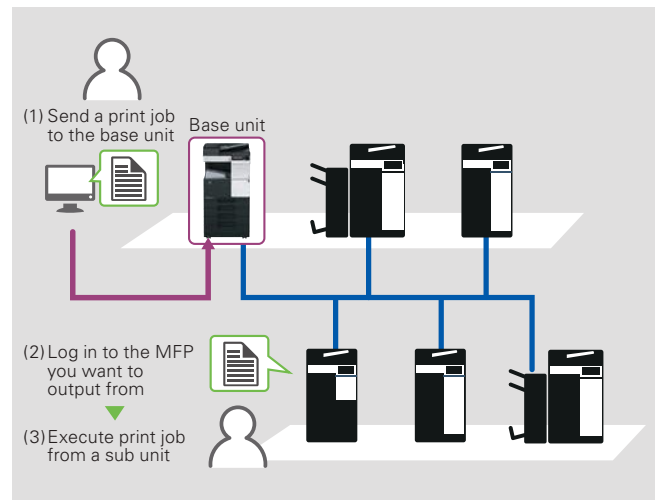 (1) Send a print job
to the base unit
Base unit
(2) Log in to the MFP
you want to
output from
(3) Execute print job
from a sub unit